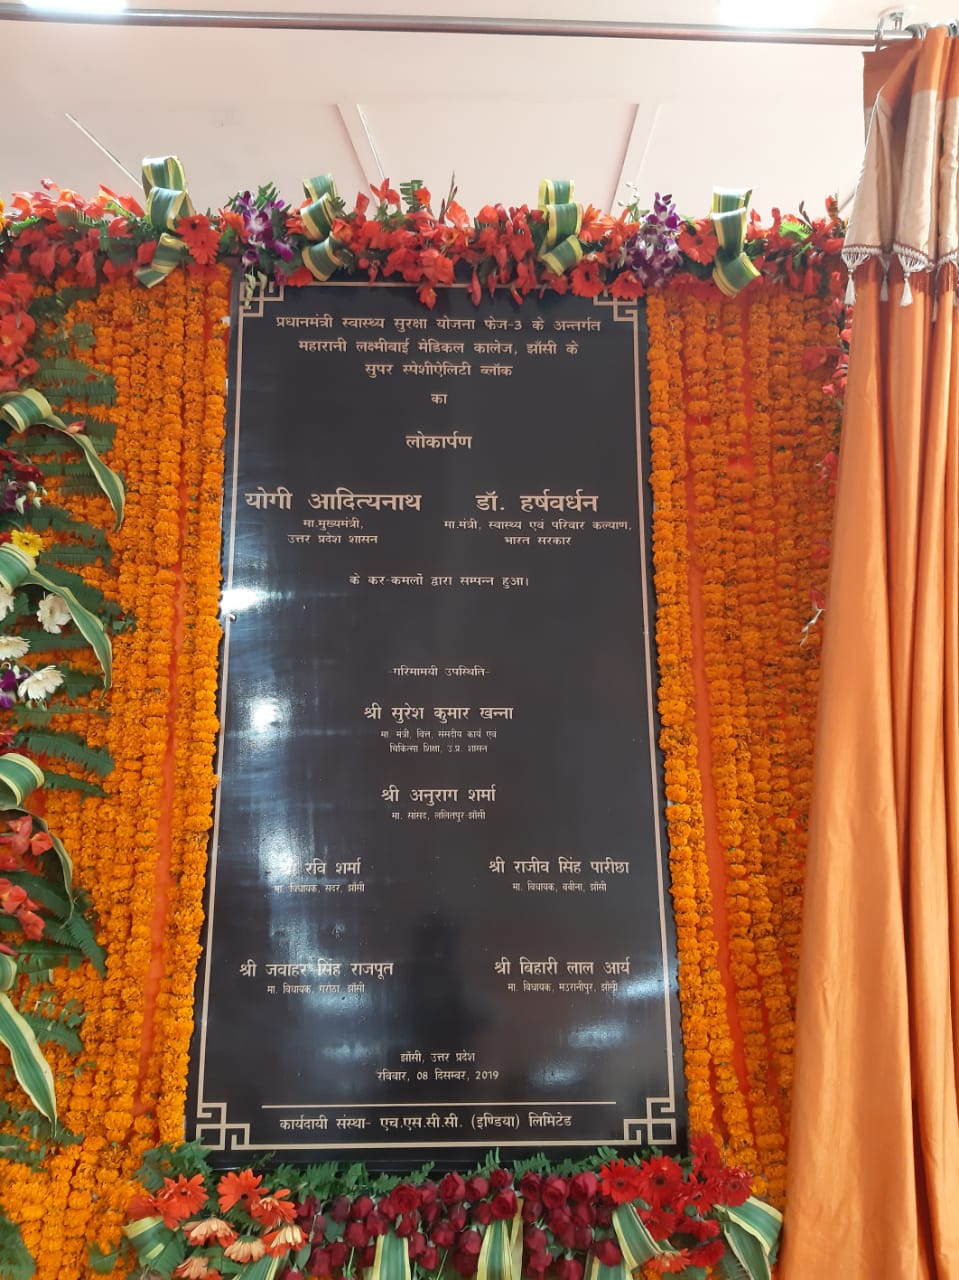 प्रधानमंत्री स्वास्थ्य सुरक्षा योजना फेज-3 के अन्तर्गत
महारानी लक्ष्मीबाई मेडिकल कालेज, झाँसी के
सुपर स्पेशीऐलिटी ब्लॉक
का
लोकार्पण
योगी आदित्यनाथ
मा.मुख्यमंत्री,
उत्तर प्रदेश शासन
डॉ. हर्षवर्धन
मा.मंत्री, स्वास्थ्य एवं परिवार कल्याण,
भारत सरकार
के कर-कमलों द्वारा सम्पन्न हुआ।
-गरिमामयी उपस्थिति-
श्री सुरेश कुमार खन्ना
मा. मंत्री, वित्त, संसदीय कार्य एवं
चिकित्सा शिक्षा, उ.प्र. शासन
श्री अनुराग शर्मा
मा. सांसद, ललितपुर-झाँसी
श्री रवि शर्मा
मा. विधायक, सदर, झाँसी
श्री राजीव सिंह पारीछा
मा. विधायक, बबीना, झाँसी
श्री जवाहर सिंह राजपूत
मा. विधायक, गरौठा, झाँसी
श्री बिहारी लाल आर्य
मा. विधायक, मउरानीपुर, झाँसी
झाँसी, उत्तर प्रदेश
रविवार, 08 दिसम्बर, 2019
कार्यदायी संस्था- एच.एस.सी.सी. (इण्डिया) लिमिटेड